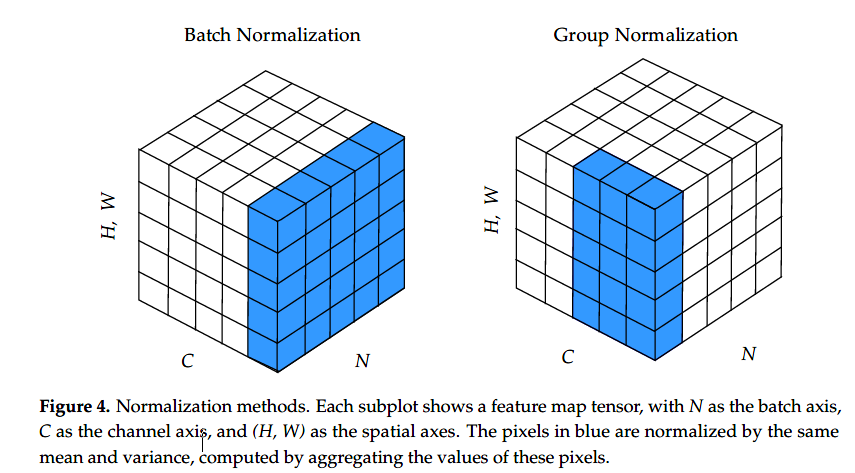 Batch Normalization
Group Normalization
H, W
H, W
C
N
C
N
Figure 4. Normalization methods. Each subplot shows a feature map tensor, with N as the batch axis,
C as the channel axis, and (H, W) as the spatial axes. The pixels in blue are normalized by the same
mean and variance, computed by aggregating the values of these pixels.